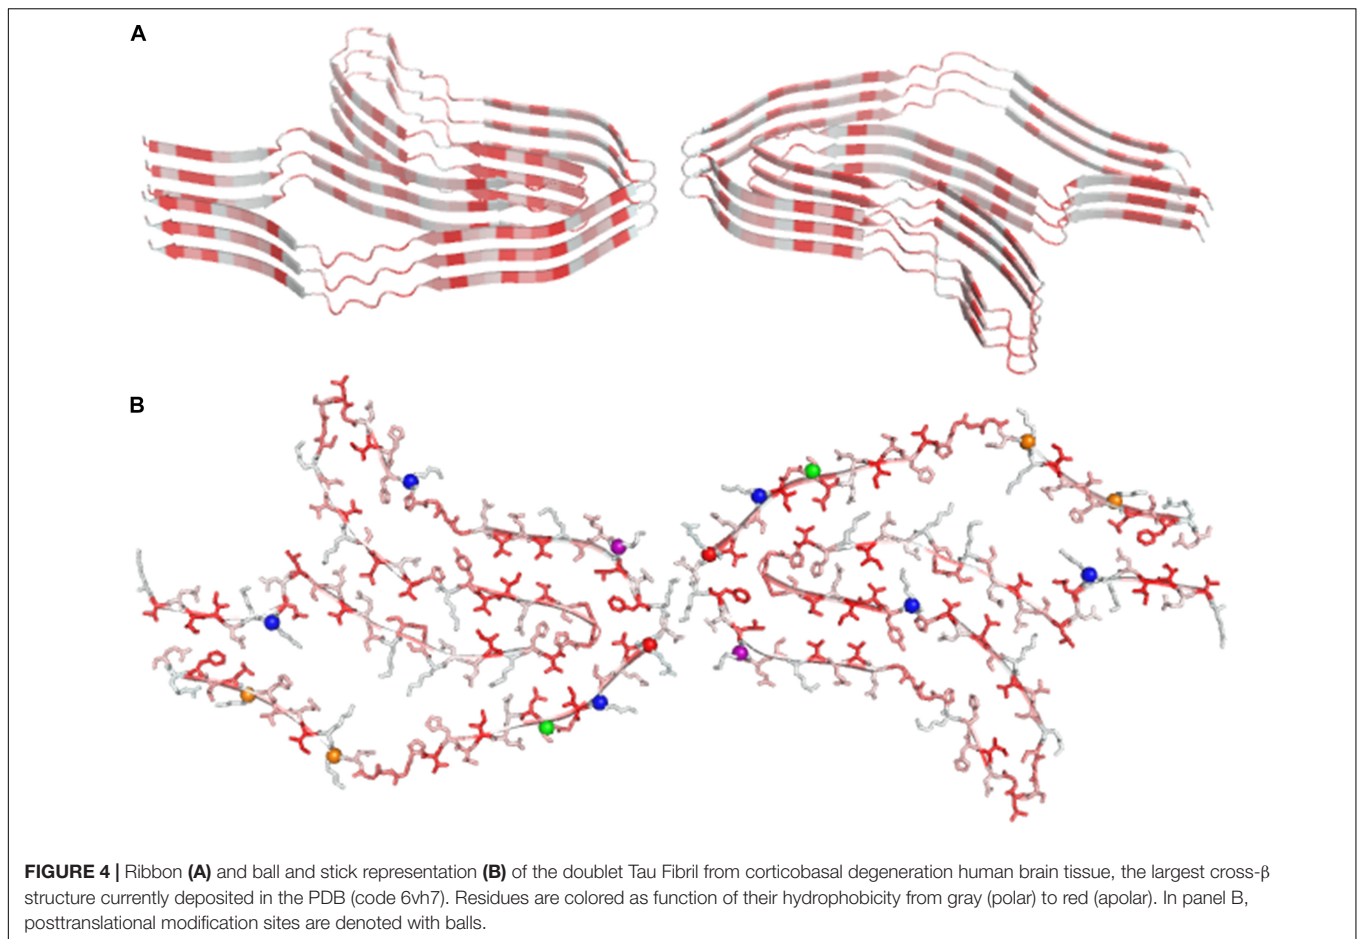 A
B
FIGURE 4 | Ribbon (A) and ball and stick representation (B) of the doublet Tau Fibril from corticobasal degeneration human brain tissue, the largest cross-β
structure currently deposited in the PDB (code 6vh7). Residues are colored as function of their hydrophobicity from gray (polar) to red (apolar). In panel B,
posttranslational modification sites are denoted with balls.